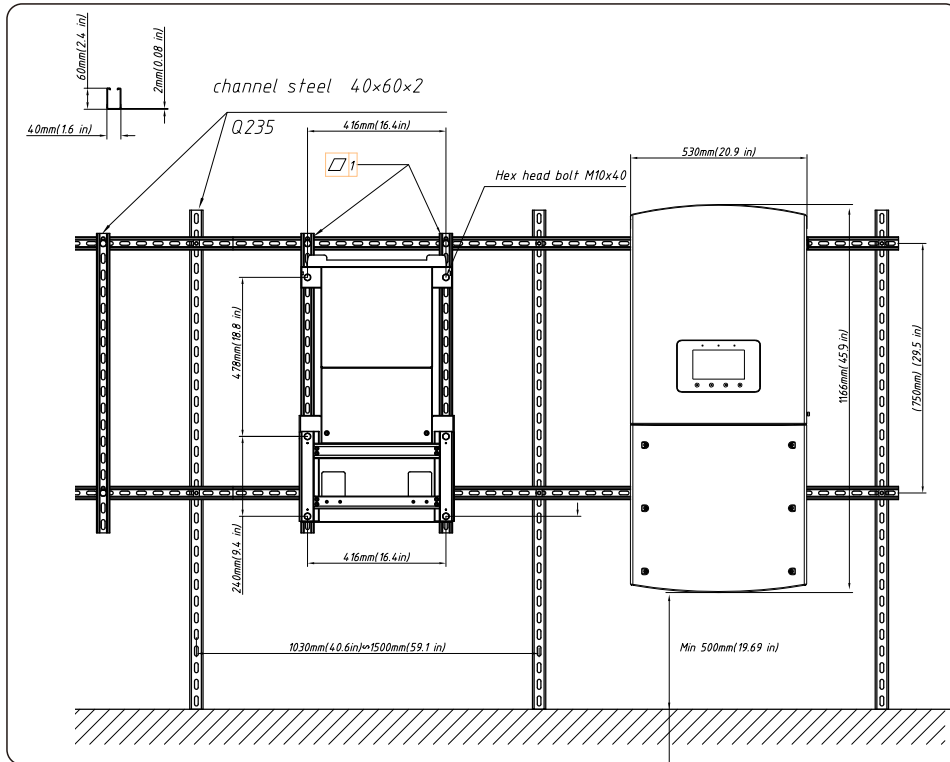 60mm(2.4 in)
2mm(0.08 in)
40mm(1.6 in)
channel steel 40×60×2
Q235
416mm(16.4in)
1
Hex head bolt M10x40
530mm(20.9 in)
478mm(18.8 in)
1166mm(45.9 in)
(750mm) (29.5 in)
240mm(9.4 in)
416mm(16.4in)
1030mm(40.6in)∽1500mm(59.1 in)
Min 500mm(19.69 in)